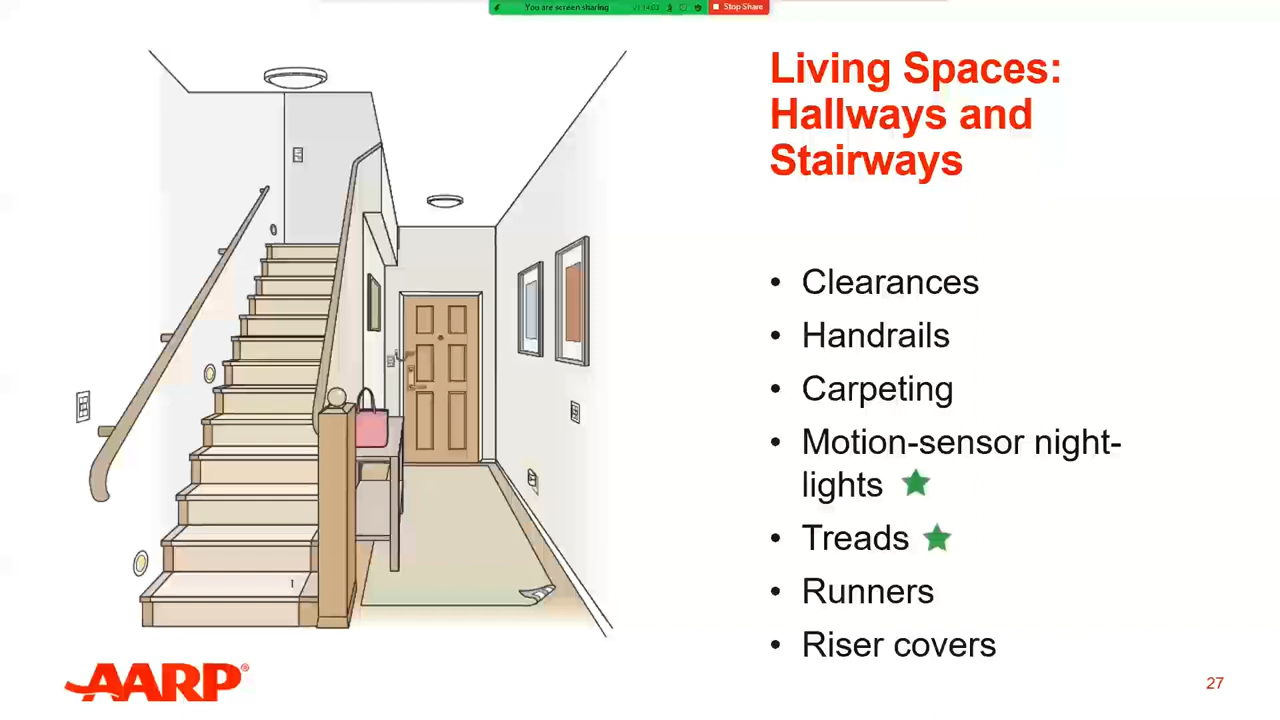 You are screen sharing
Stop Share
Living Spaces:
Hallways and
Stairways
• Clearances
• Handrails
• Carpeting
• Motion-sensor night-
lights
• Treads
• Runners
• Riser covers
AARP®
27